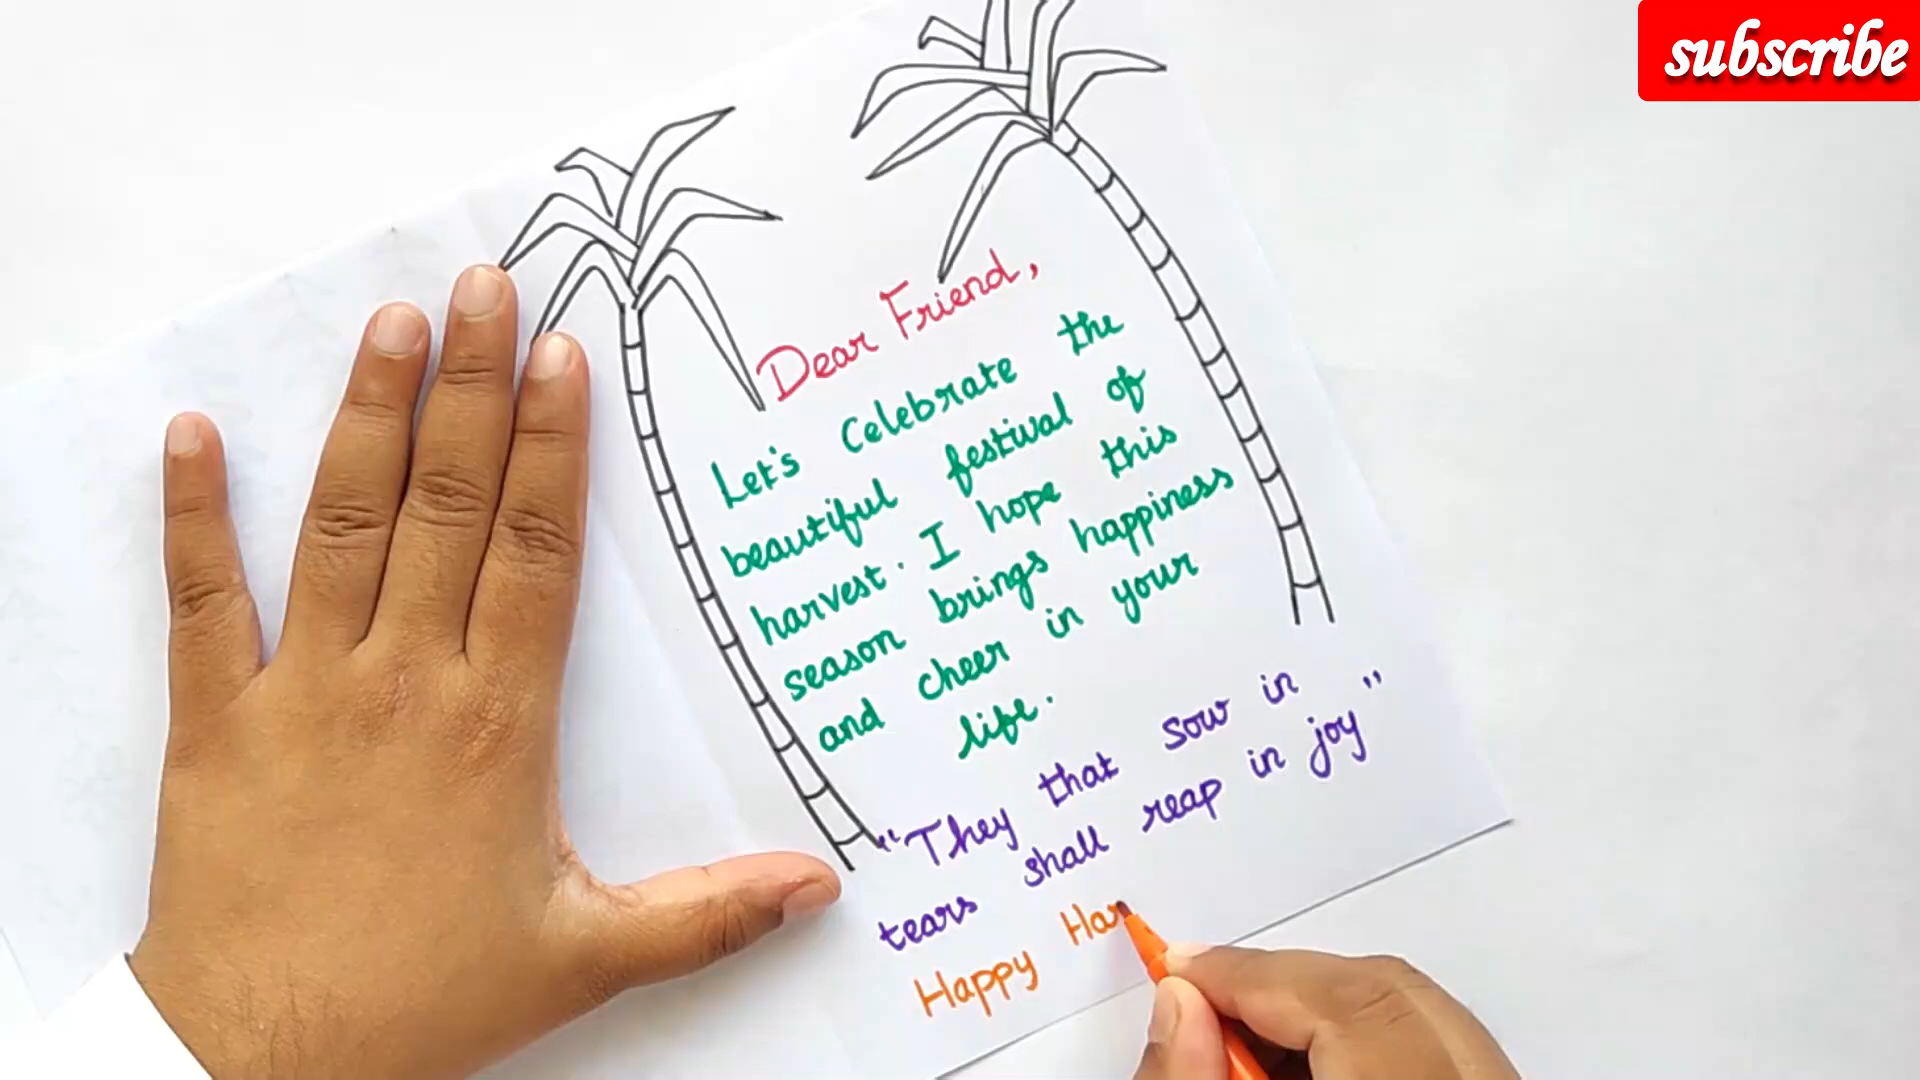 subscribe
Dear Friend,
Let's Celebrate the
beautiful festival of
harvest. I hope this
season brings happiness
and cheer in your
life.
"They that sow in
tears shall reap in joy"
Happy Har